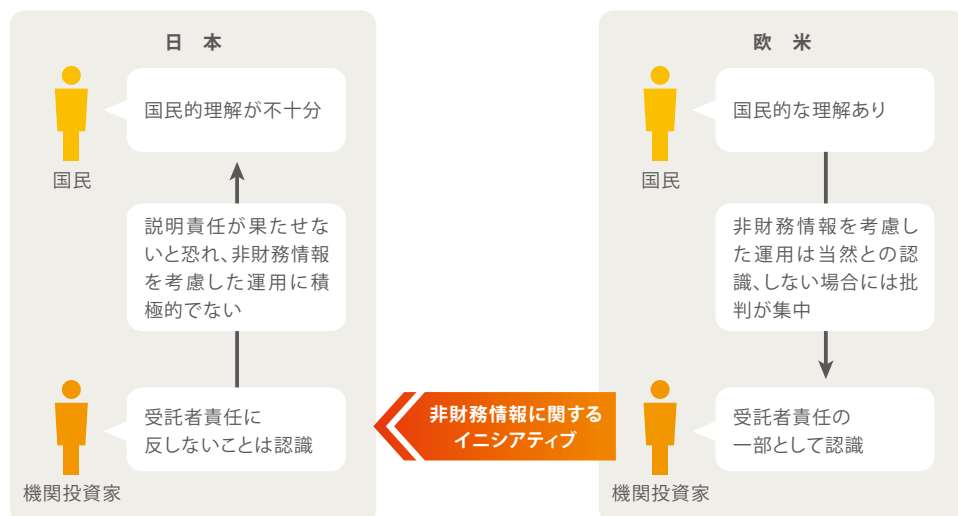 日 本
国民的理解が不十分
国民
説明責任が果たせな
いと恐れ、非財務情報
を考慮した運用に積
極的でない
受託者責任に
反しないことは認識
機関投資家
非財務情報に関する
イニシアティブ
欧 米
国民的な理解あり
国民
非財務情報を考慮し
た運用は当然との認
識、しない場合には批
判が集中
受託者責任の
一部として認識
機関投資家